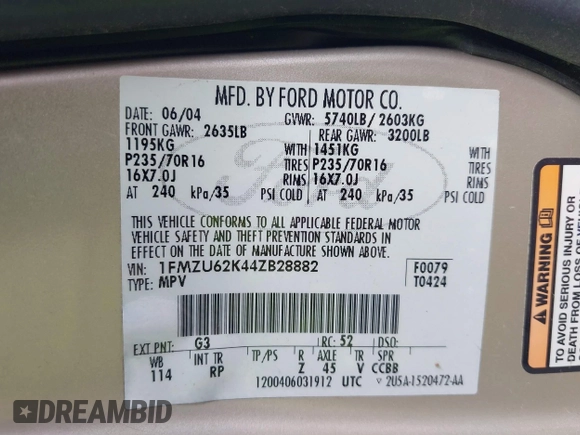 MFD. BY FORD MOTOR CO.
DATE: 06/04 GVWR: 5740LB/ 2603KG
FRONT GAWR: 2635LB REAR GAWR: 3200LB
1195KG WITH 1451KG WITH
P235/70R16 TIRES P235/70R16 TIRES
16X7.0J RIMS 16X7.0J RIMS
AT 240 kPa/35 PSI COLD AT 240 kPa/35 PSI COLD
Ford
THIS VEHICLE CONFORMS TO ALL APPLICABLE FEDERAL MOTOR
VEHICLE SAFETY AND THEFT PREVENTION STANDARDS IN
EFFECT ON THE DATE OF MANUFACTURE SHOWN ABOVE.
VIN: 1FMZU62K44ZB28882 F0079
TYPE: MPV T0424
EXT PNT: G3 RC: 52 DSO:
WB INT TR TP/PS R AXLE TR SPR
114 RP Z 45 V CCBB
1200406031912 UTC 2U5A-1520472-AA
WARNING
TO AVOID SERIOUS INJURY OR
DEATH FROM LOSS OF
DREAMBID